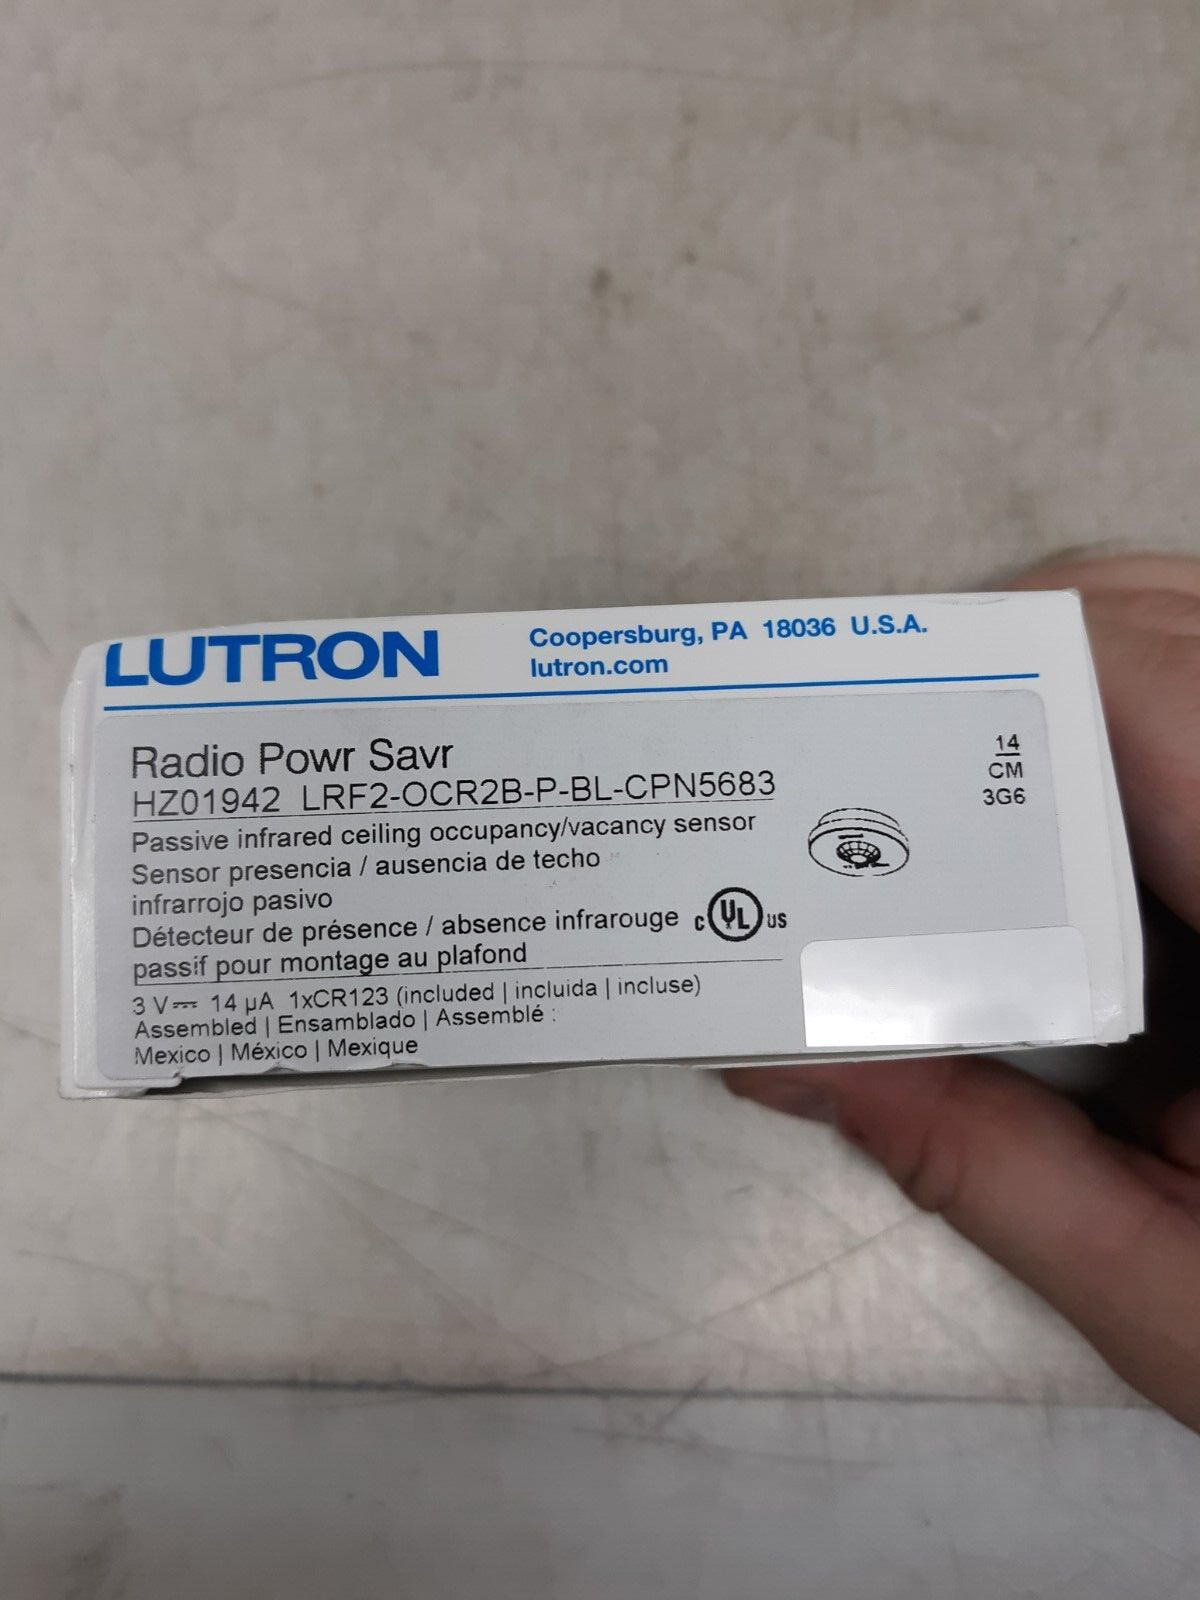 LUTRON
Coopersburg, PA 18036 U.S.A.
lutron.com
Radio Powr Savr
HZ01942 LRF2-OCR2B-P-BL-CPN5683
Passive infrared ceiling occupancy/vacancy sensor
Sensor presencia / ausencia de techo
infrarrojo pasivo
Détecteur de présence / absence infrarouge
passif pour montage au plafond
C UL US
3 V⎓ 14 µA 1xCR123 (included | incluida | incluse)
Assembled | Ensamblado | Assemblé :
Mexico | México | Mexique
14
CM
3G6